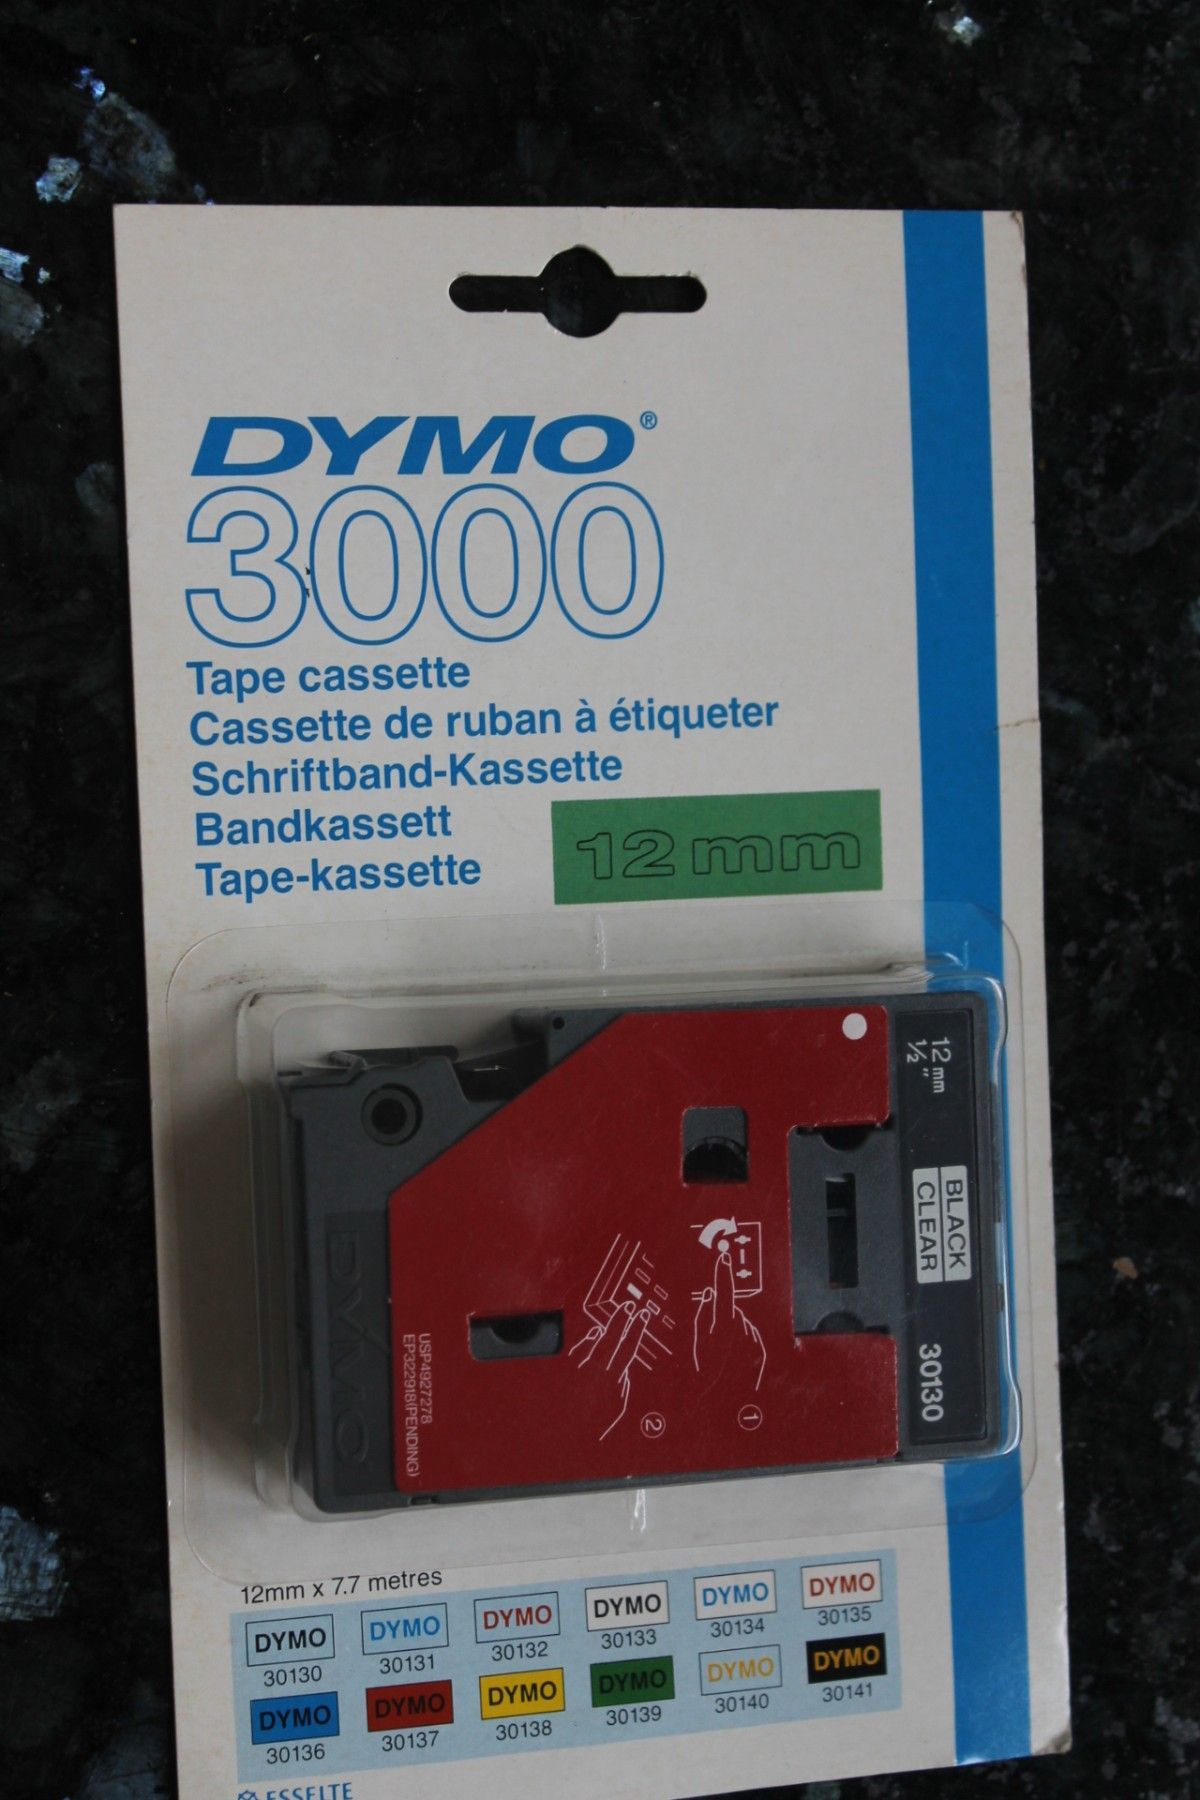 DYMO®
3000
Tape cassette
Cassette de ruban à étiqueter
Schriftband-Kassette
Bandkassett
Tape-kassette
12 mm
12 mm
1/2"
BLACK
CLEAR
30130
DYMO
USP4927278
EP322918(PENDING)
1
2
12mm x 7.7 metres
DYMO DYMO DYMO DYMO DYMO DYMO
30130 30131 30132 30133 30134 30135
DYMO DYMO DYMO DYMO DYMO DYMO
30136 30137 30138 30139 30140 30141
ESSELTE